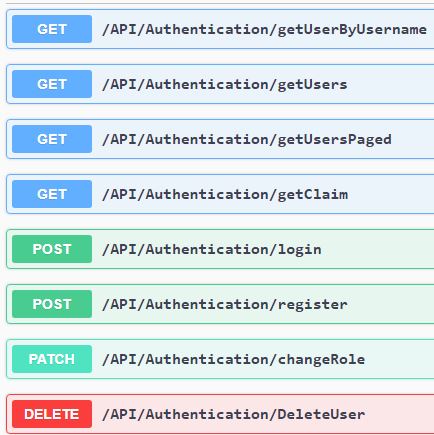 GET /API/Authentication/getUserByUsername
GET /API/Authentication/getUsers
GET /API/Authentication/getUsersPaged
GET /API/Authentication/getClaim
POST /API/Authentication/login
POST /API/Authentication/register
PATCH /API/Authentication/changeRole
DELETE /API/Authentication/DeleteUser